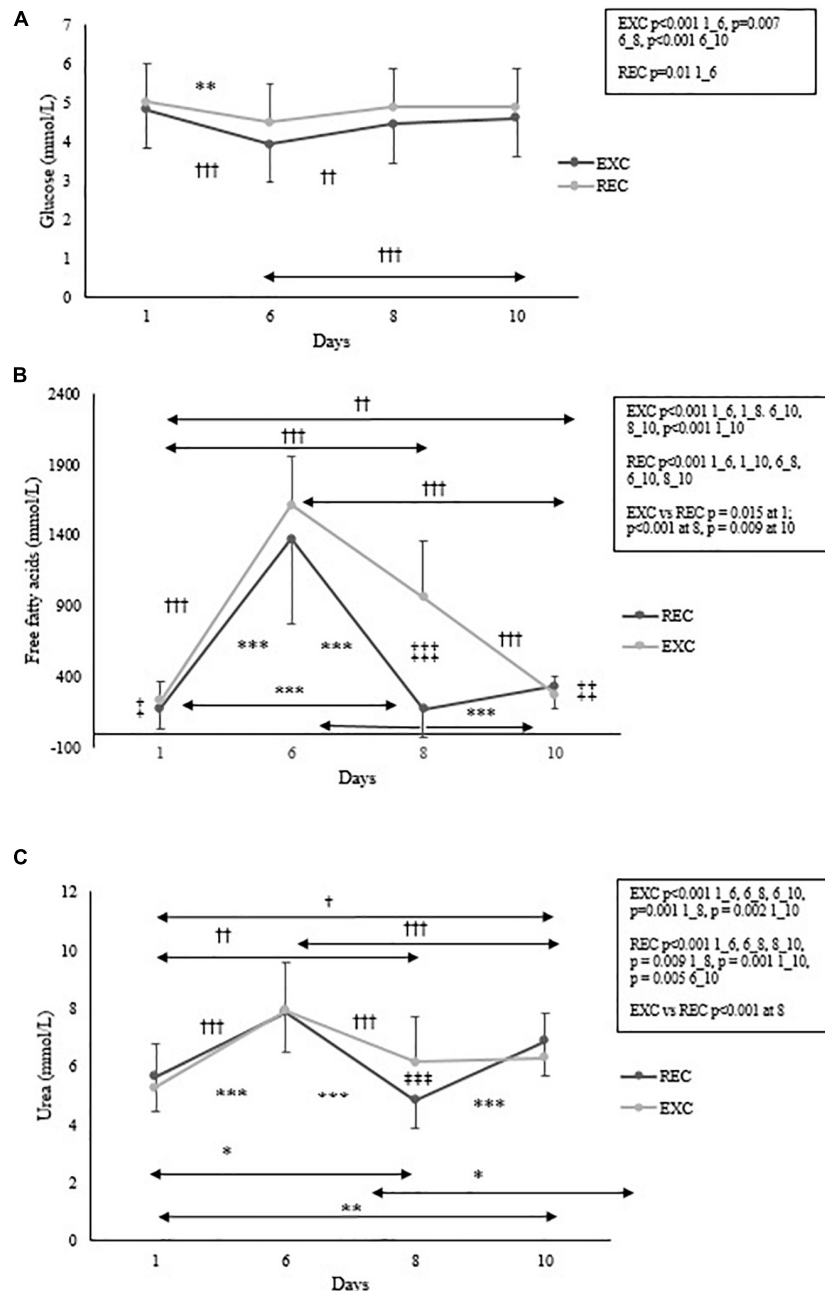 A
7
6
5
4
3
2
1
0
Glucose (mmol/L)
**
†††
††
†††
1 6 8 10
Days
EXC p<0.001 1_6, p=0.007
6_8, p<0.001 6_10
REC p=0.01 1_6
EXC
REC
B
2400
1900
1400
900
400
-100
Free fatty acids (mmol/L)
††
†††
†††
†††
***
***
‡‡‡
†††
‡
***
***
‡‡
1 6 8 10
Days
EXC p<0.001 1_6, 1_8. 6_10,
8_10, p<0.001 1_10
REC p<0.001 1_6, 1_10, 6_8,
6_10, 8_10
EXC vs REC p = 0.015 at 1;
p<0.001 at 8, p = 0.009 at 10
REC
EXC
C
12
10
8
6
4
2
0
Urea (mmol/L)
†
††
†††
†††
†††
‡‡‡
***
***
***
*
*
**
1 6 8 10
Days
EXC p<0.001 1_6, 6_8, 6_10,
p=0.001 1_8, p = 0.002 1_10
REC p<0.001 1_6, 6_8, 8_10,
p = 0.009 1_8, p = 0.001 1_10,
p = 0.005 6_10
EXC vs REC p<0.001 at 8
REC
EXC